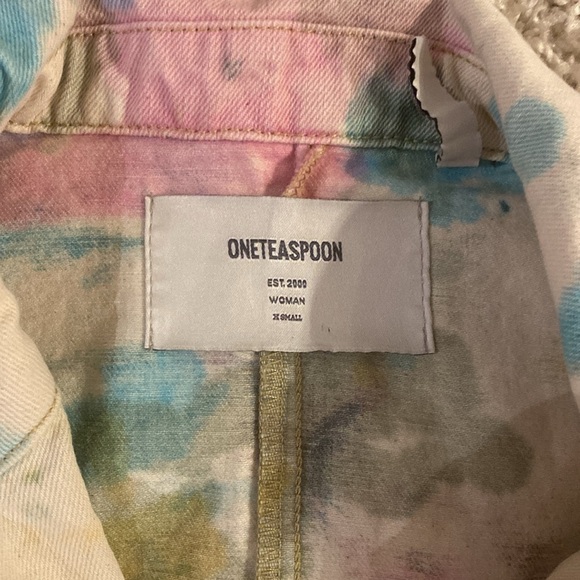 ONETEASPOON
EST. 2000
WOMAN
X SMALL